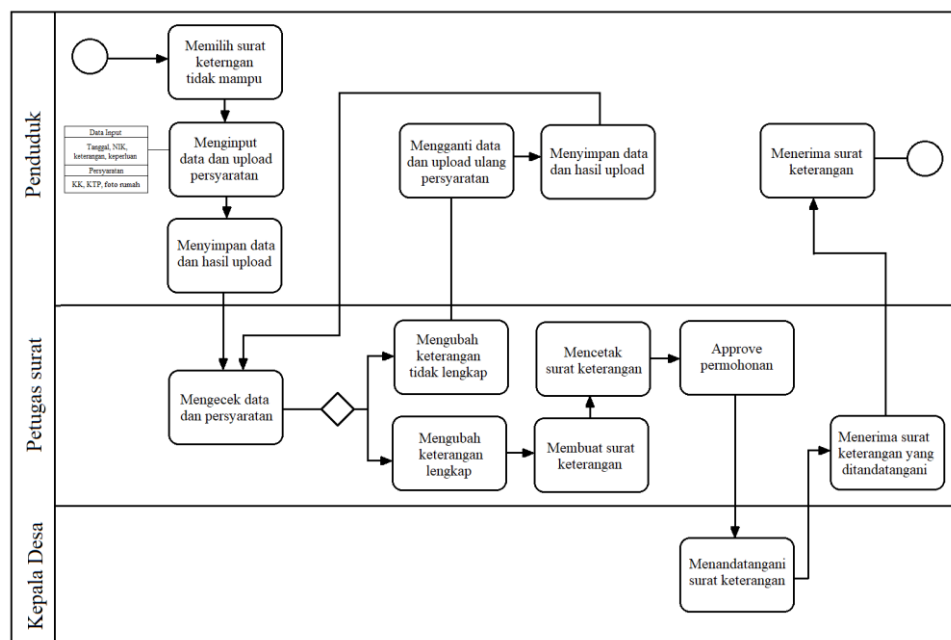 Penduduk
Memilih surat
keterngan
tidak mampu
Data Input
Tanggal, NIK,
keterangan, keperluan
Persyaratan
KK, KTP, foto rumah
Menginput
data dan upload
persyaratan
Menyimpan data
dan hasil upload
Mengganti data
dan upload ulang
persyaratan
Menyimpan data
dan hasil upload
Menerima surat
keterangan
Petugas surat
Mengecek data
dan persyaratan
Mengubah
keterangan
tidak lengkap
Mengubah
keterangan
lengkap
Membuat surat
keterangan
Mencetak
surat keterangan
Approve
permohonan
Menerima surat
keterangan yang
ditandatangani
Kepala Desa
Menandatangani
surat keterangan